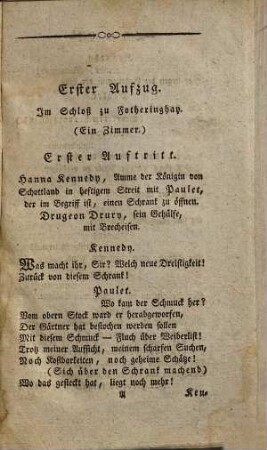 Erster Aufzug.
Im Schloß zu Fotheringhay.
(Ein Zimmer.)
Erster Auftritt.
Hanna Kennedy, Amme der Königin von
Schottland in heftigem Streit mit Paulet,
der im Begriff ist, einen Schrank zu öffnen.
Drugeon Drury, sein Gehülfe,
mit Brecheisen.
Kennedy.
Was macht ihr, Sir? Welch neue Dreistigkeit!
Zurück von diesem Schrank!
Paulet.
Wo kam der Schmuck her?
Vom obern Stock ward er herabgeworfen,
Der Gärtner hat bestochen werden sollen
Mit diesem Schmuck — Fluch über Weiberlist!
Trotz meiner Aufsicht, meinem scharfen Suchen,
Noch Kostbarkeiten, noch geheime Schätze!
(Sich über den Schrank machend)
Wo das gesteckt hat, liegt noch mehr!
A Ken-